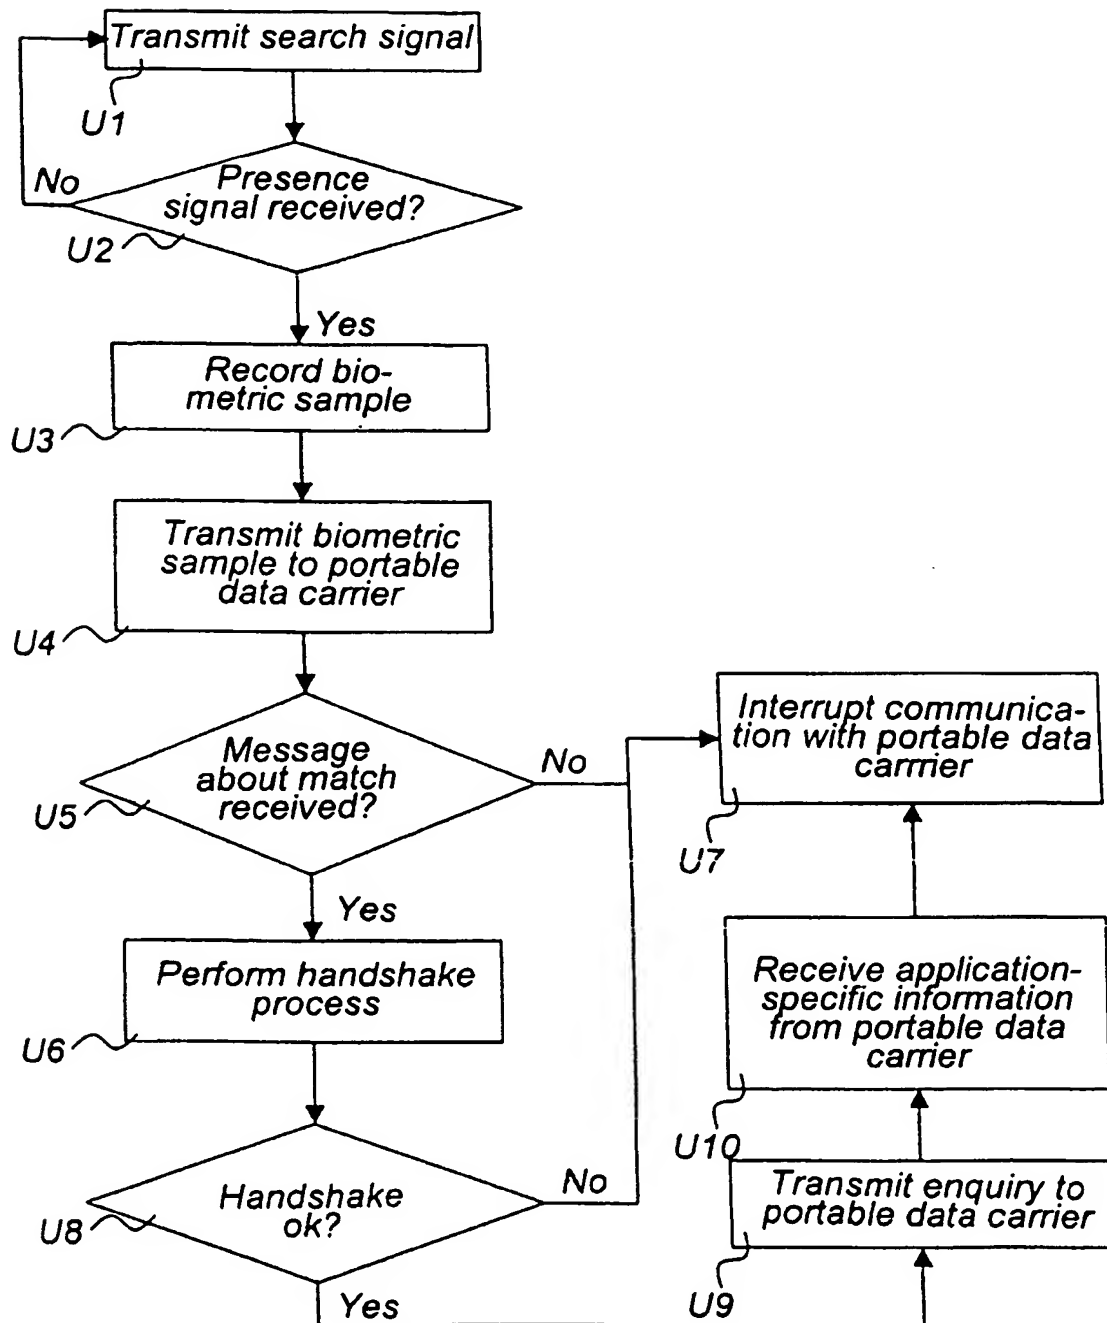 Transmit search signal
U1
No
Presence
signal received?
U2
Yes
Record bio-
metric sample
U3
Transmit biometric
sample to portable
data carrier
U4
Message
about match
received?
No
U5
Yes
Perform handshake
process
U6
Handshake
ok?
No
U8
Yes
Interrupt communica-
tion with portable data
carrrier
U7
Receive application-
specific information
from portable data
carrier
U10
Transmit enquiry to
portable data carrier
U9